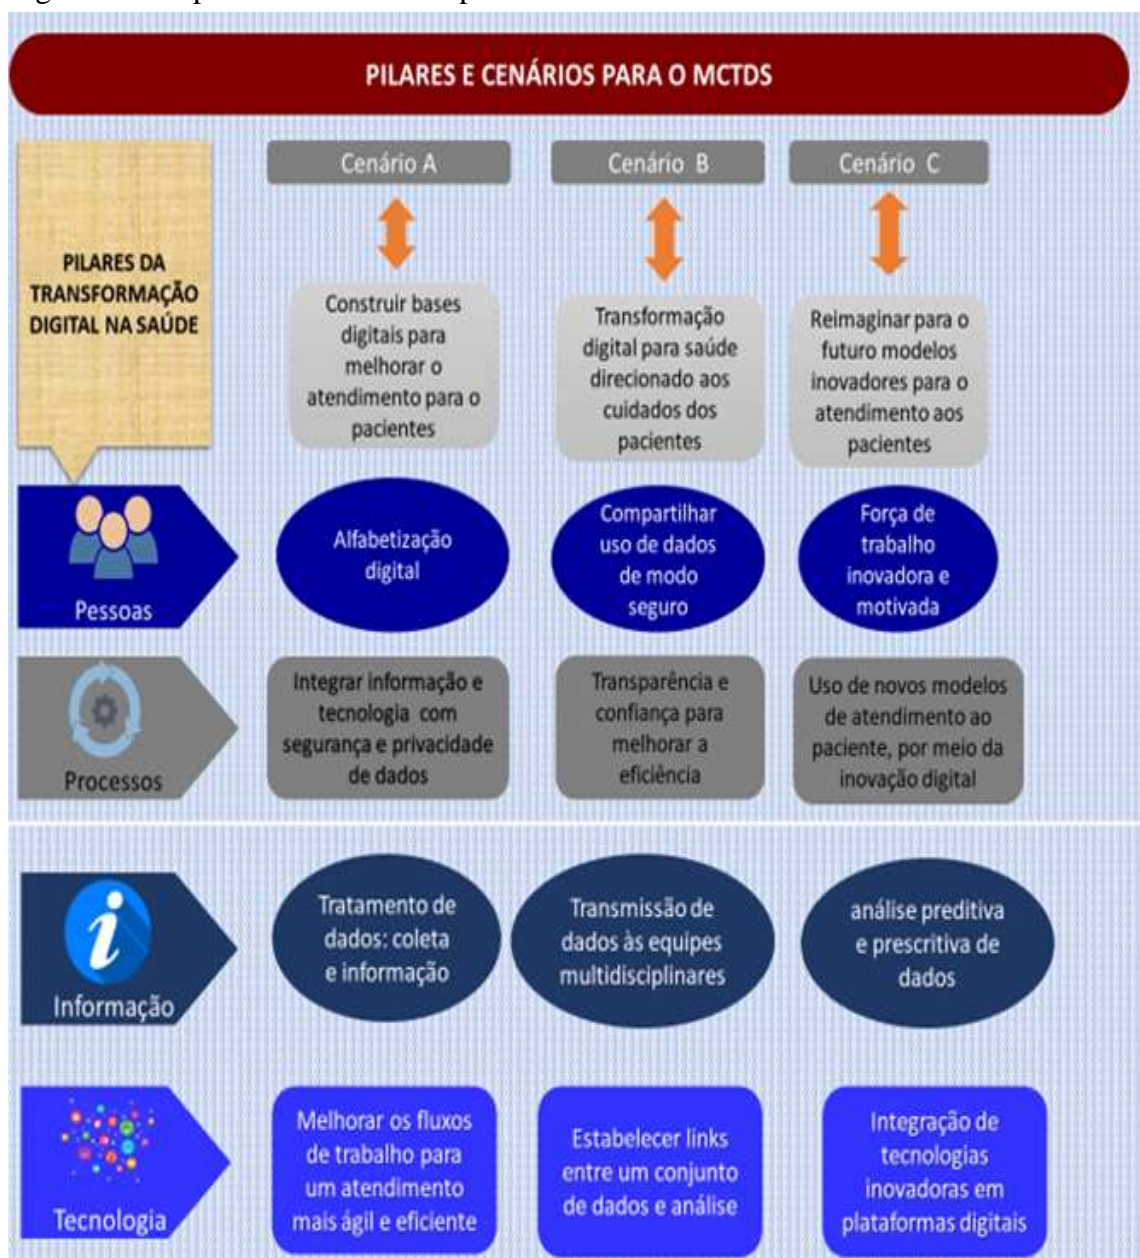 PILARES E CENÁRIOS PARA O MCTDS
PILARES DA
TRANSFORMAÇÃO
DIGITAL NA SAÚDE
Cenário A
Cenário B
Cenário C
Construir bases
digitais para
melhorar o
atendimento para o
pacientes
Transformação
digital para saúde
direcionado aos
cuidados dos
pacientes
Reimaginar para o
futuro modelos
inovadores para o
atendimento aos
pacientes
Pessoas
Alfabetização
digital
Compartilhar
uso de dados
de modo
seguro
Força de
trabalho
inovadora e
motivada
Processos
Integrar informação e
tecnologia com
segurança e privacidade
de dados
Transparência e
confiança para
melhorar a
eficiência
Uso de novos modelos
de atendimento ao
paciente, por meio da
inovação digital
Informação
Tratamento de
dados: coleta
e informação
Transmissão de
dados às equipes
multidisciplinares
análise preditiva
e prescritiva de
dados
Tecnologia
Melhorar os fluxos
de trabalho para
um atendimento
mais ágil e eficiente
Estabelecer links
entre um conjunto
de dados e análise
Integração de
tecnologias
inovadoras em
plataformas digitais